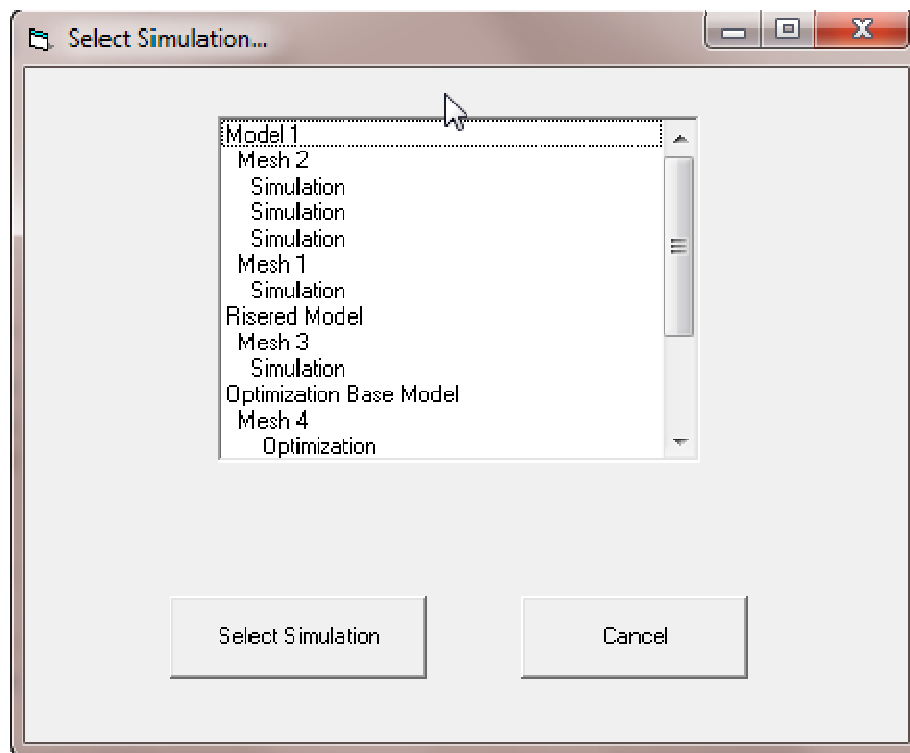 Select Simulation...
Model 1
Mesh 2
Simulation
Simulation
Simulation
Mesh 1
Simulation
Risered Model
Mesh 3
Simulation
Optimization Base Model
Mesh 4
Optimization
Select Simulation
Cancel